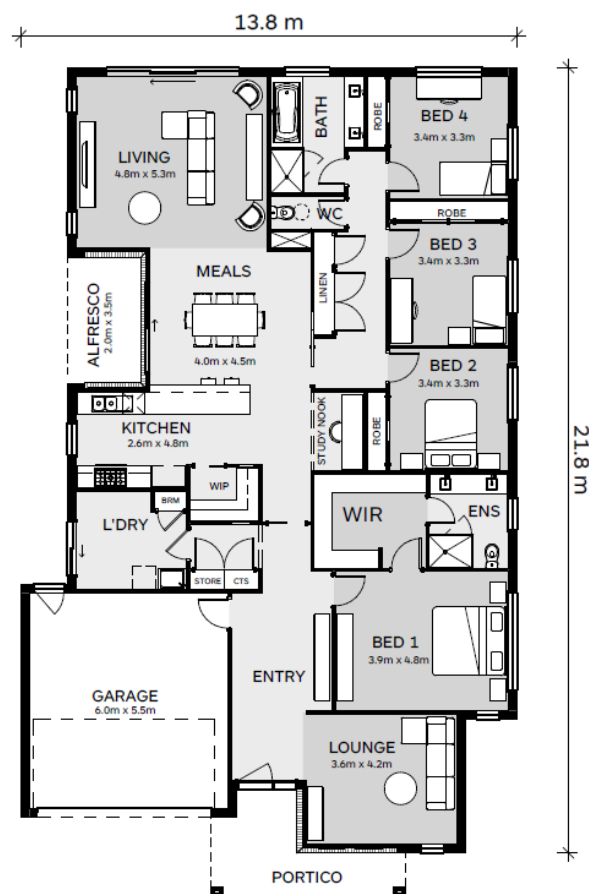 13.8 m
BATH
ROBE
BED 4
3.4m x 3.3m
LIVING
4.8m x 5.3m
WC
ROBE
BED 3
3.4m x 3.3m
MEALS
4.0m x 4.5m
LINEN
ALFRESCO
2.0m x 3.5m
BED 2
3.4m x 3.3m
KITCHEN
2.6m x 4.8m
STUDY NOOK
ROBE
21.8 m
WIP
BRM
L'DRY
WIR
ENS
STORE
CTS
BED 1
3.9m x 4.8m
ENTRY
GARAGE
6.0m x 5.5m
LOUNGE
3.6m x 4.2m
PORTICO